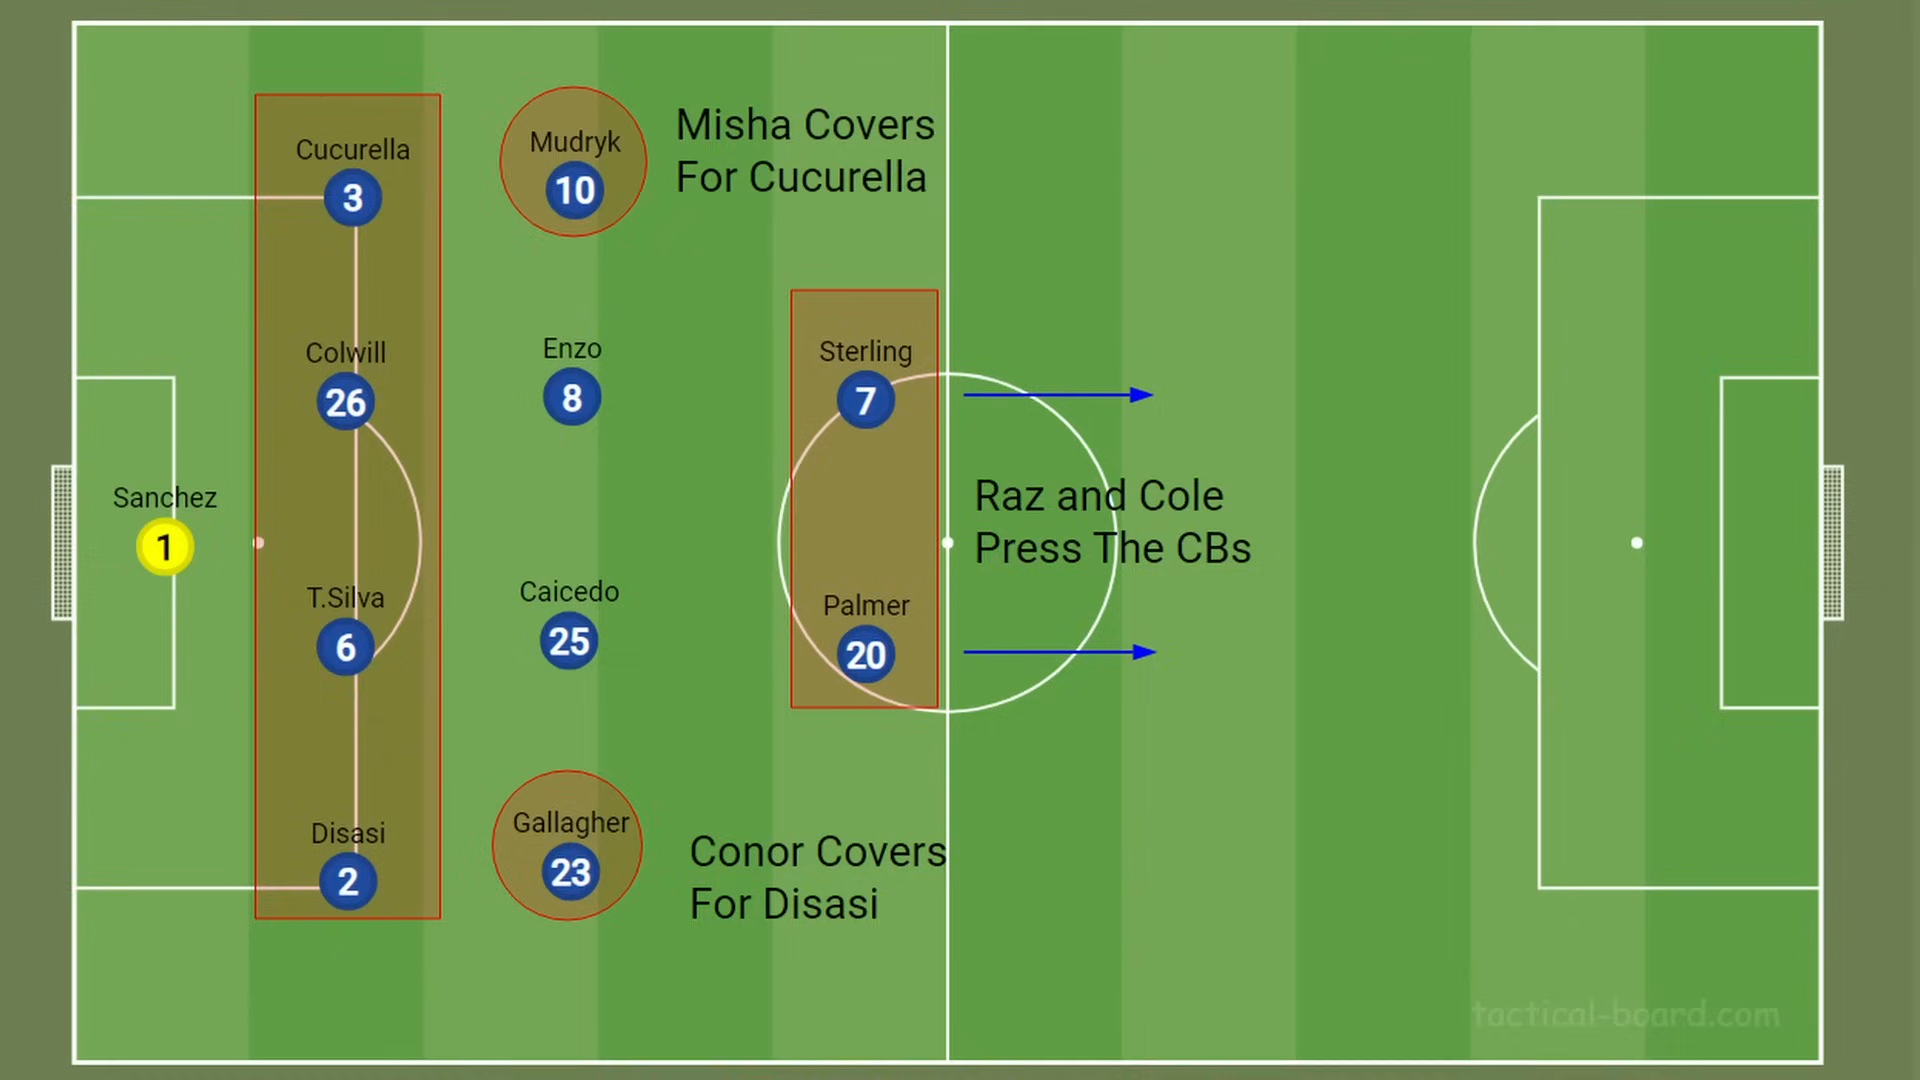 Cucurella
3
Mudryk
10
Misha Covers
For Cucurella
Colwill
26
Enzo
8
Sterling
7
Sanchez
1
Raz and Cole
Press The CBs
T.Silva
6
Caicedo
25
Palmer
20
Disasi
2
Gallagher
23
Conor Covers
For Disasi
tactical-board.com